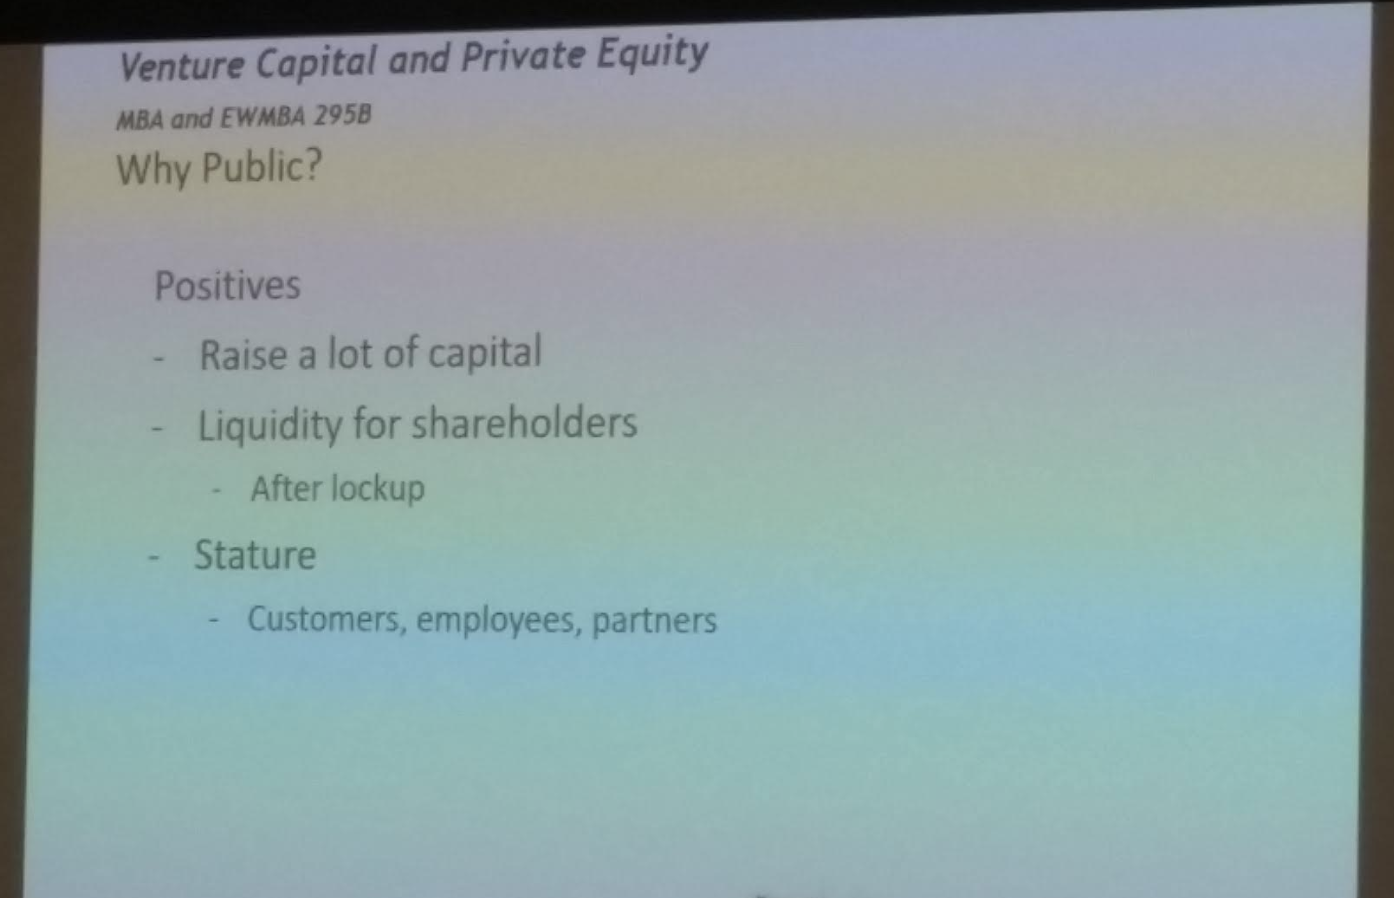 Venture Capital and Private Equity
MBA and EWMBA 295B
Why Public?
Positives
- Raise a lot of capital
- Liquidity for shareholders
- After lockup
- Stature
- Customers, employees, partners